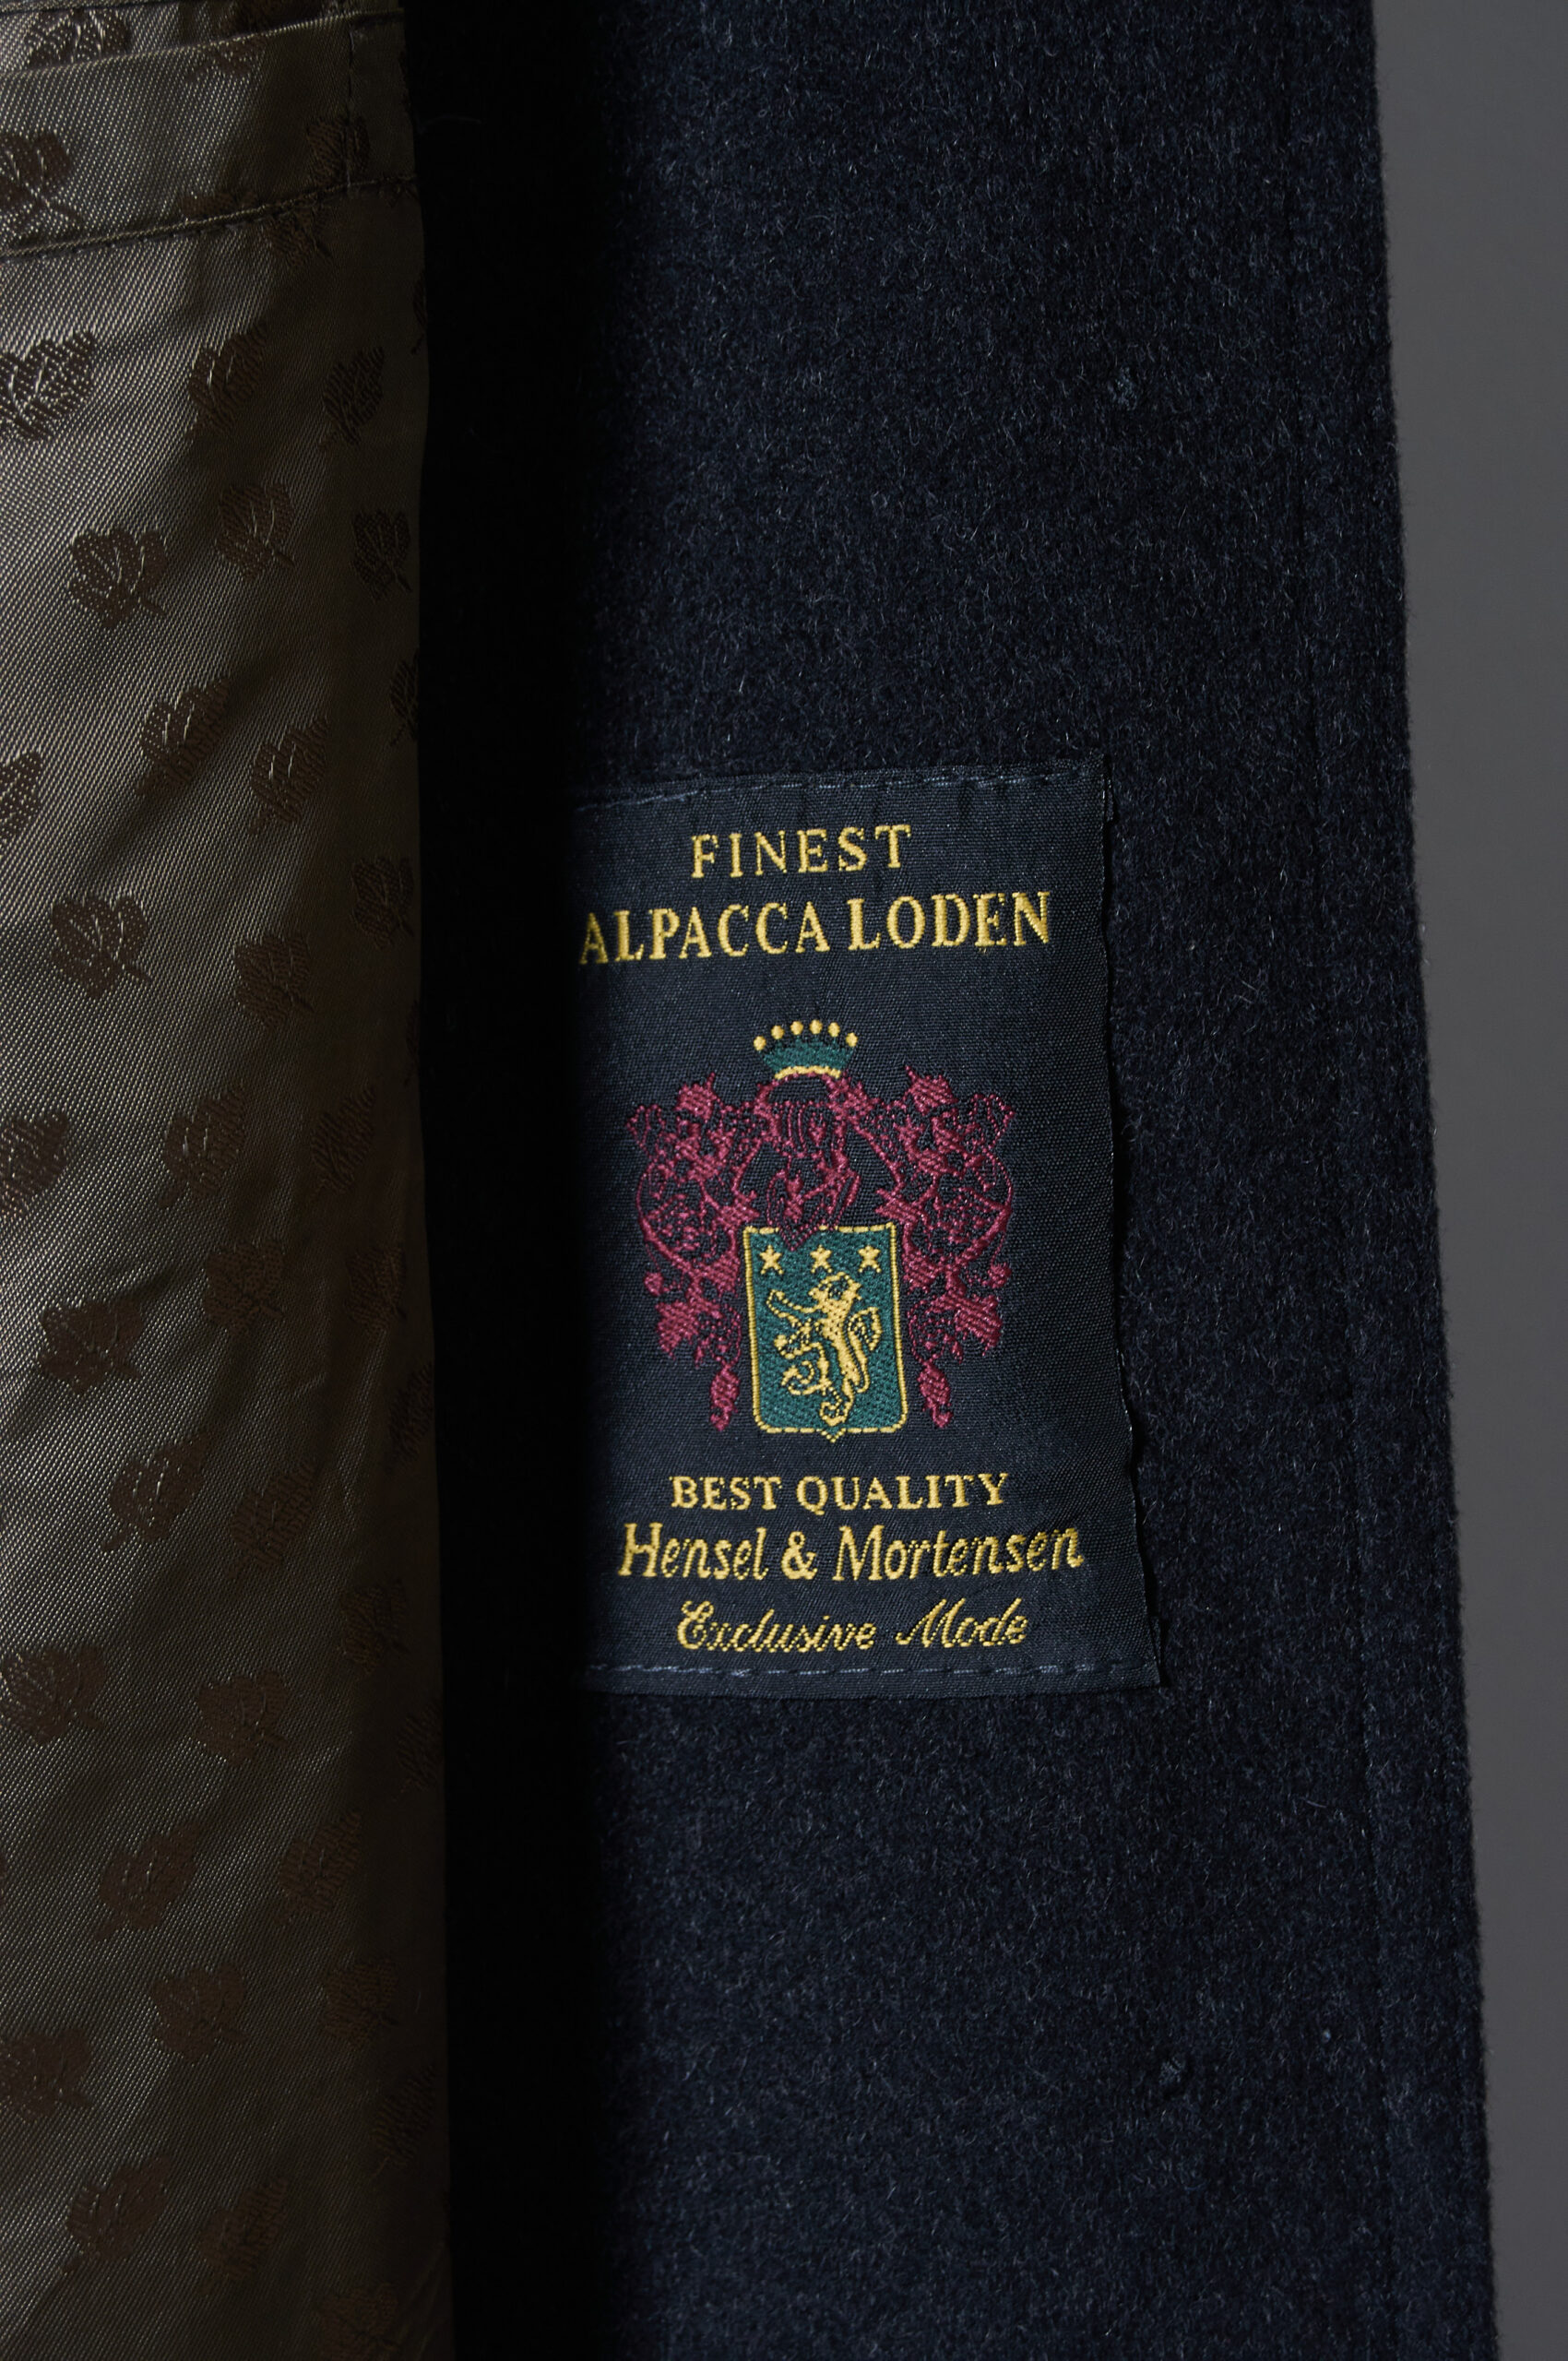 FINEST
ALPACCA LODEN
BEST QUALITY
Hensel & Mortensen
Exclusive Mode